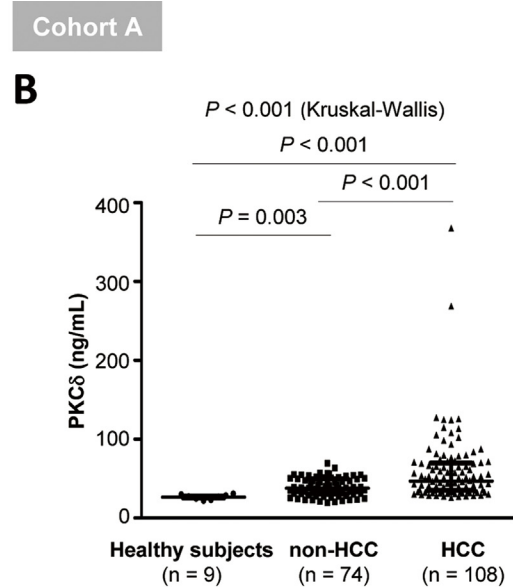 Cohort A
B
P < 0.001 (Kruskal-Wallis)
P < 0.001
P < 0.001
P = 0.003
PKCδ (ng/mL)
400
300
200
100
0
Healthy subjects non-HCC HCC
(n = 9) (n = 74) (n = 108)